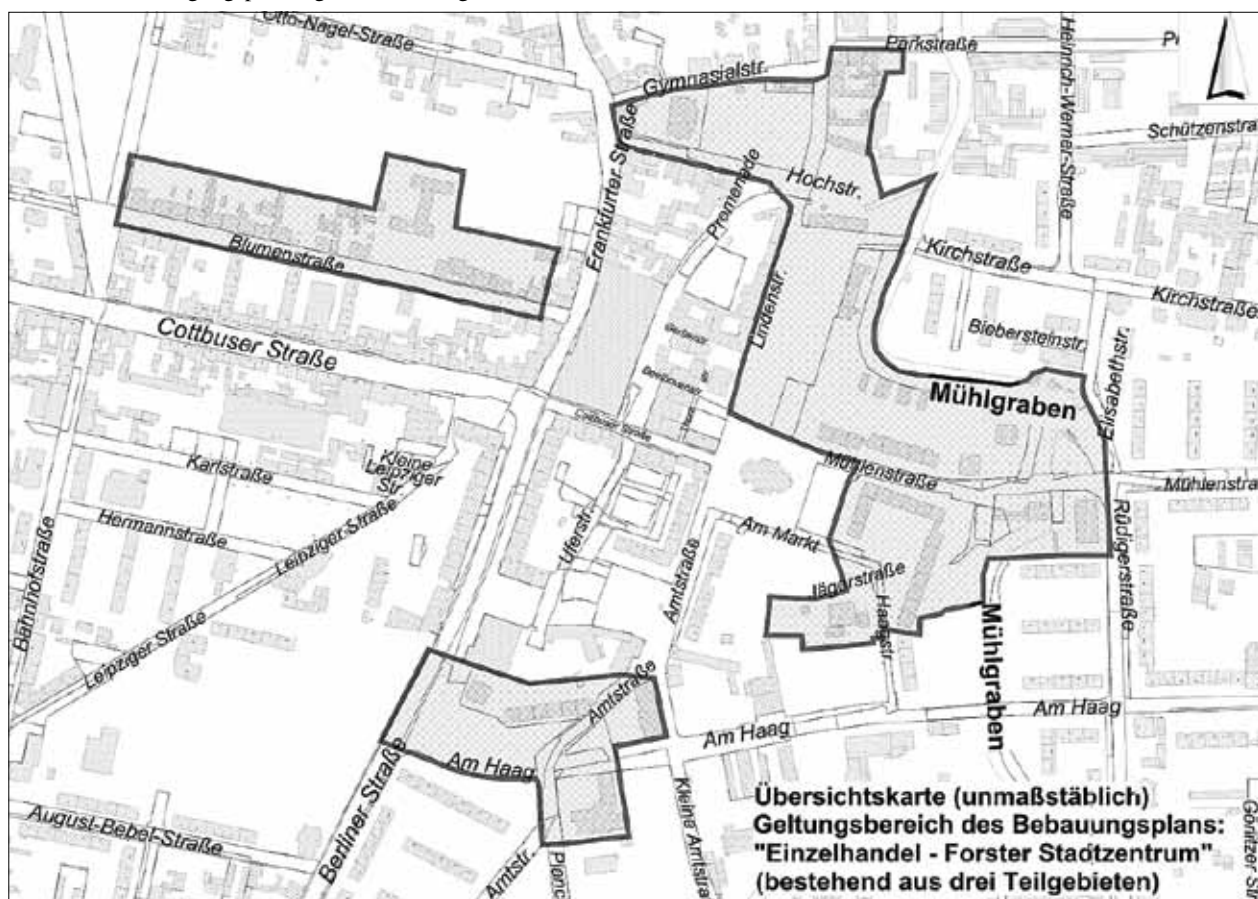 Otto-Nagel-Straße
Parkstraße
Gymnasialstr.
Heinrich-Werner-Straße
Schützenstra
Frankfurter Straße
Promenade
Hochstr.
Blumenstraße
Kirchstraße
Kirchstraße
Lindenstr.
Biebersteinstr.
Elisabethstr.
Cottbuser Straße
Mühlgraben
Cottbuser Straße
Karlstraße
Kleine
Leipziger
Str.
Mühlenstraße
Mühlenstra
Hermannstraße
Leipziger Straße
Uferstr.
Am Markt
Rüdigerstraße
Bahnhofstraße
Amtstraße
Jägerstraße
Haagstr.
Mühlgraben
Leipziger Straße
Amtstraße
Am Haag
Am Haag
Am Haag
Berliner Straße
August-Bebel-Straße
Amtstr.
Kleine Amtstra
Übersichtskarte (unmaßstäblich)
Geltungsbereich des Bebauungsplans:
"Einzelhandel - Forster Stadtzentrum"
(bestehend aus drei Teilgebieten)